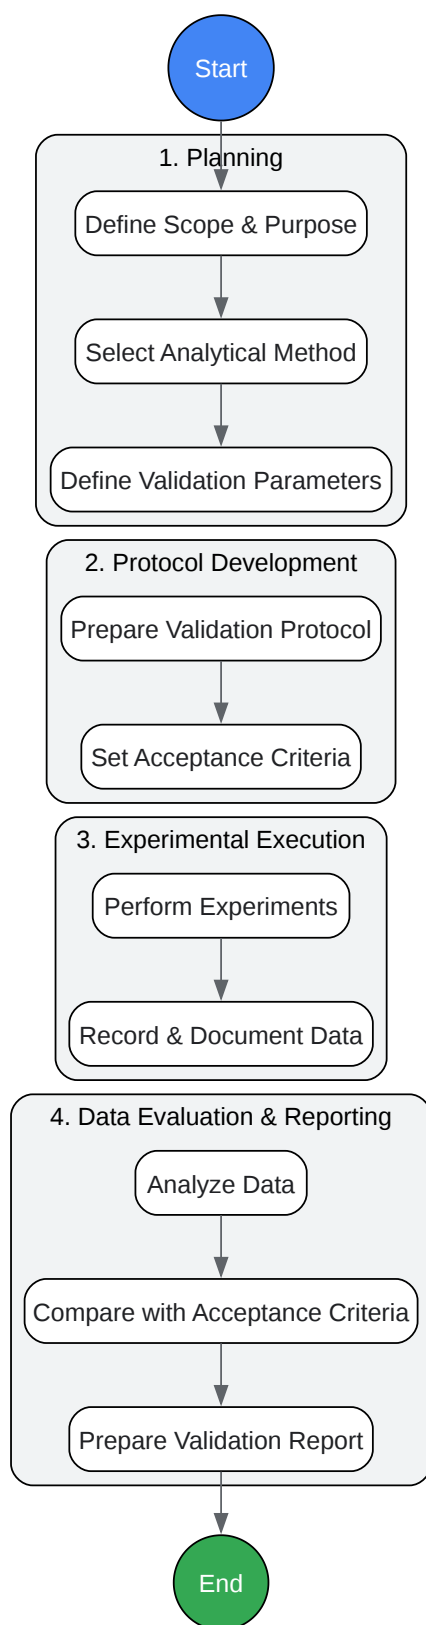 Start
1. Planning
Define Scope & Purpose
Select Analytical Method
Define Validation Parameters
2. Protocol Development
Prepare Validation Protocol
Set Acceptance Criteria
3. Experimental Execution
Perform Experiments
Record & Document Data
4. Data Evaluation & Reporting
Analyze Data
Compare with Acceptance Criteria
Prepare Validation Report
End